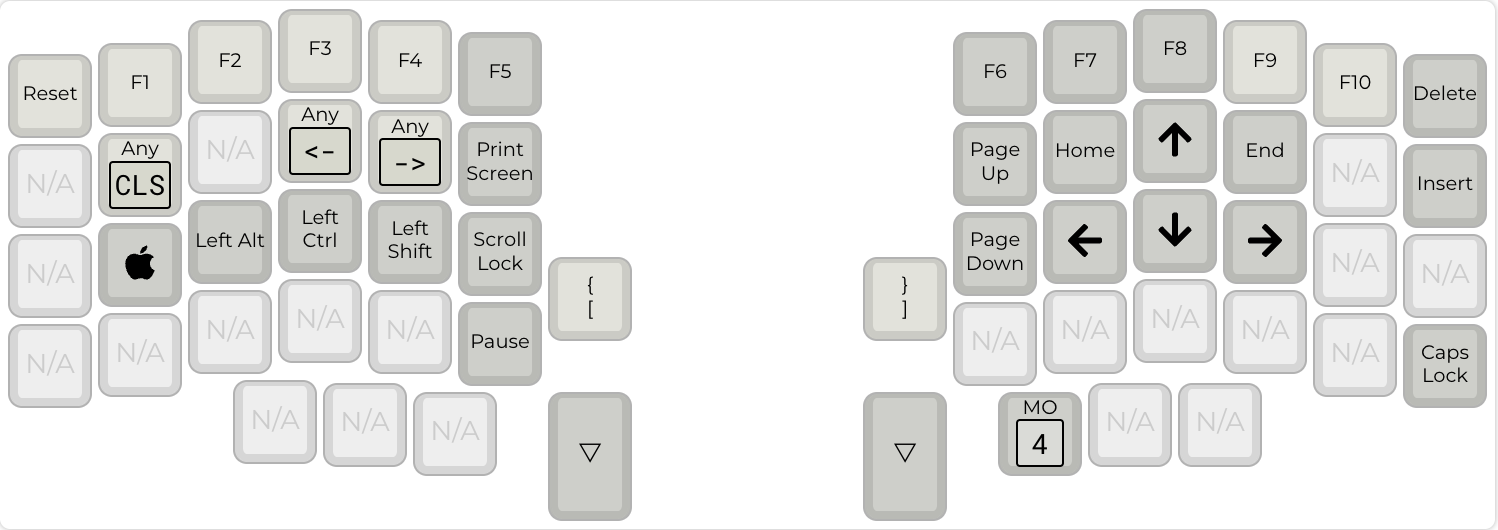 Reset F1 F2 F3 F4 F5 F6 F7 F8 F9 F10 Delete
N/A Any CLS N/A Any <- Any -> Print Screen Page Up Home ↑ End N/A Insert
N/A Left Alt Left Ctrl Left Shift Scroll Lock { [ } ] Page Down ← ↓ → N/A N/A
N/A N/A N/A N/A N/A Pause N/A N/A N/A N/A N/A Caps Lock
N/A N/A N/A ▽ ▽ MO 4 N/A N/A